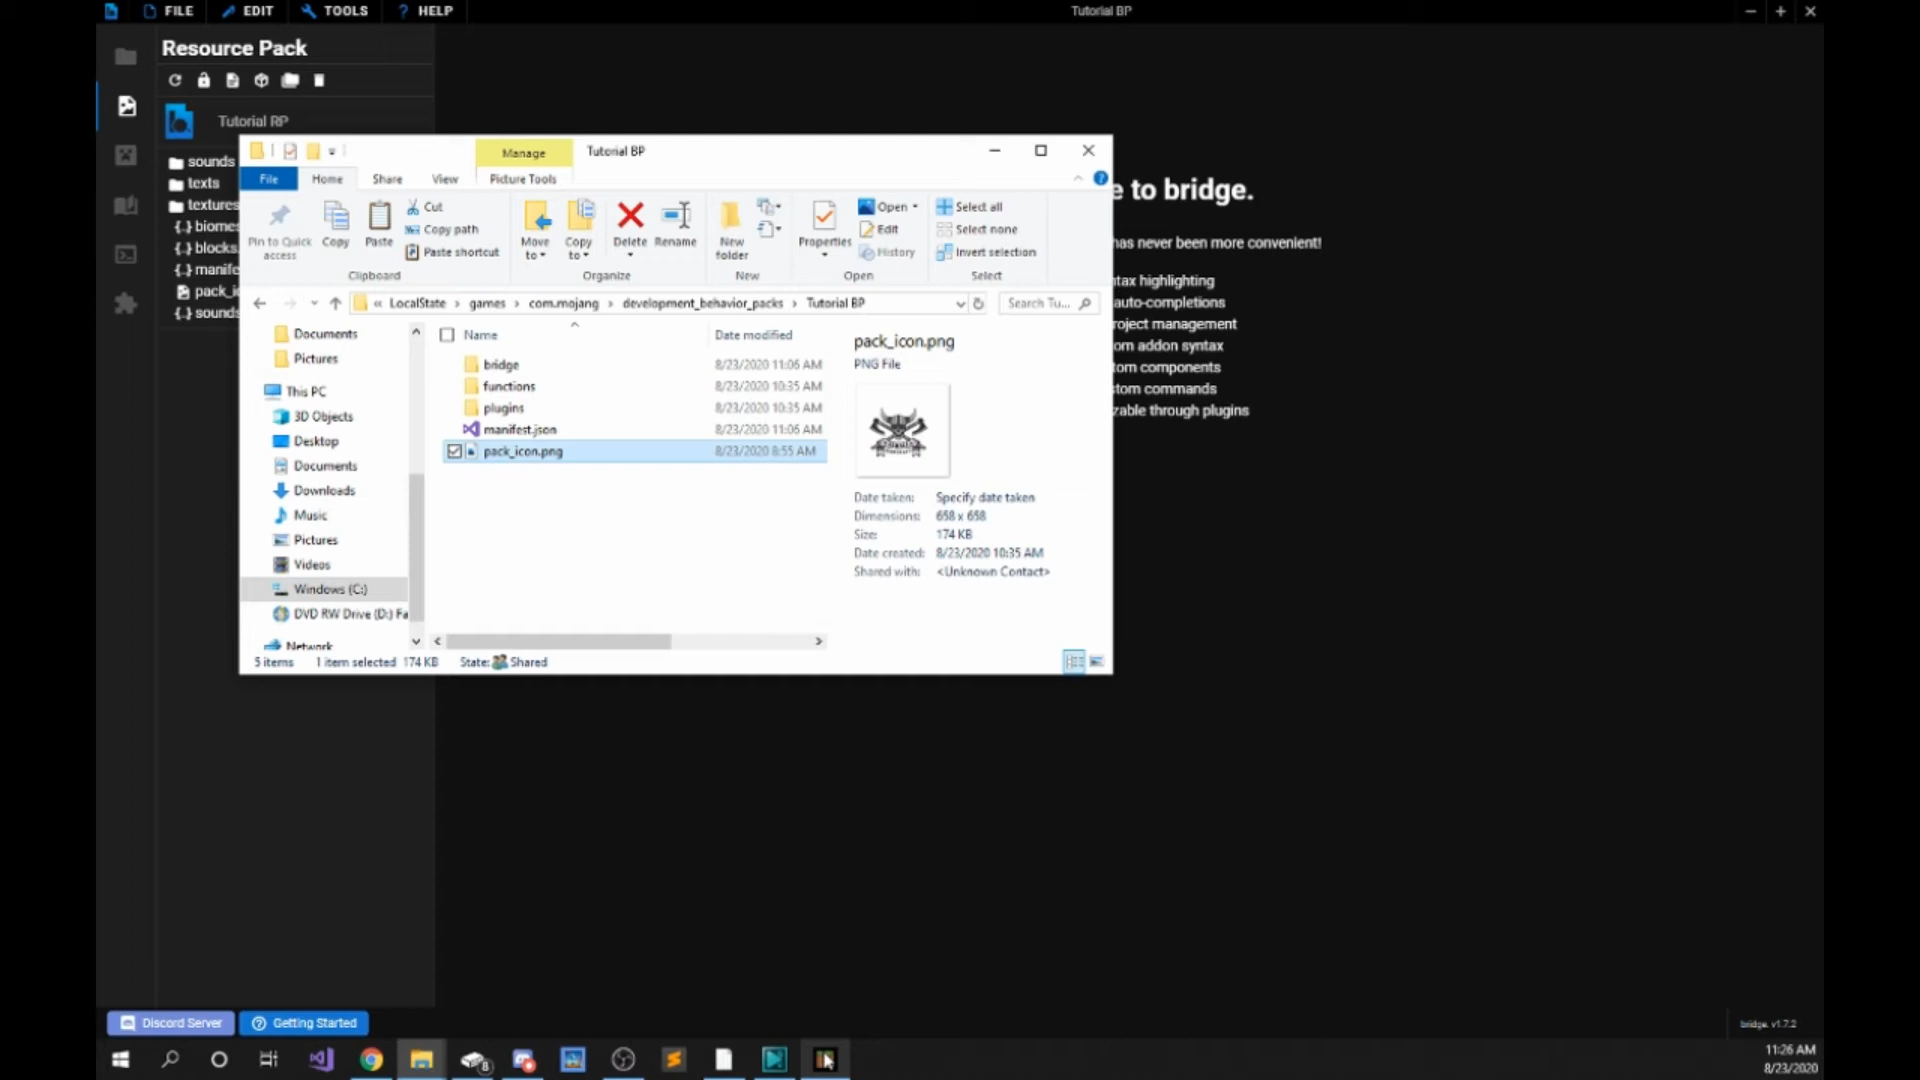 FILE EDIT TOOLS HELP Tutorial BP
Resource Pack
Tutorial RP
sounds
texts
textures
biomes
blocks.
manife
pack_i
sounds
e to bridge.
has never been more convenient!
tax highlighting
auto-completions
roject management
om addon syntax
tom components
stom commands
zable through plugins
Manage Tutorial BP
File Home Share View Picture Tools
Pin to Quick access
Copy
Paste
Cut
Copy path
Paste shortcut
Clipboard
Move to
Copy to
Delete
Rename
Organize
New folder
New
Properties
Open
Edit
History
Open
Select all
Select none
Invert selection
Select
« LocalState > games > com.mojang > development_behavior_packs > Tutorial BP
Search Tu...
Documents
Pictures
This PC
3D Objects
Desktop
Documents
Downloads
Music
Pictures
Videos
Windows (C:)
DVD RW Drive (D:) Fa
Network
Name Date modified
bridge 8/23/2020 11:06 AM
functions 8/23/2020 10:35 AM
plugins 8/23/2020 10:35 AM
manifest.json 8/23/2020 11:06 AM
pack_icon.png 8/23/2020 8:55 AM
pack_icon.png
PNG File
Date taken: Specify date taken
Dimensions: 658 x 658
Size: 174 KB
Date created: 8/23/2020 10:35 AM
Shared with: <Unknown Contact>
5 items 1 item selected 174 KB State: Shared
Discord Server Getting Started
bridge. v1.7.2
8
11:26 AM
8/23/2020